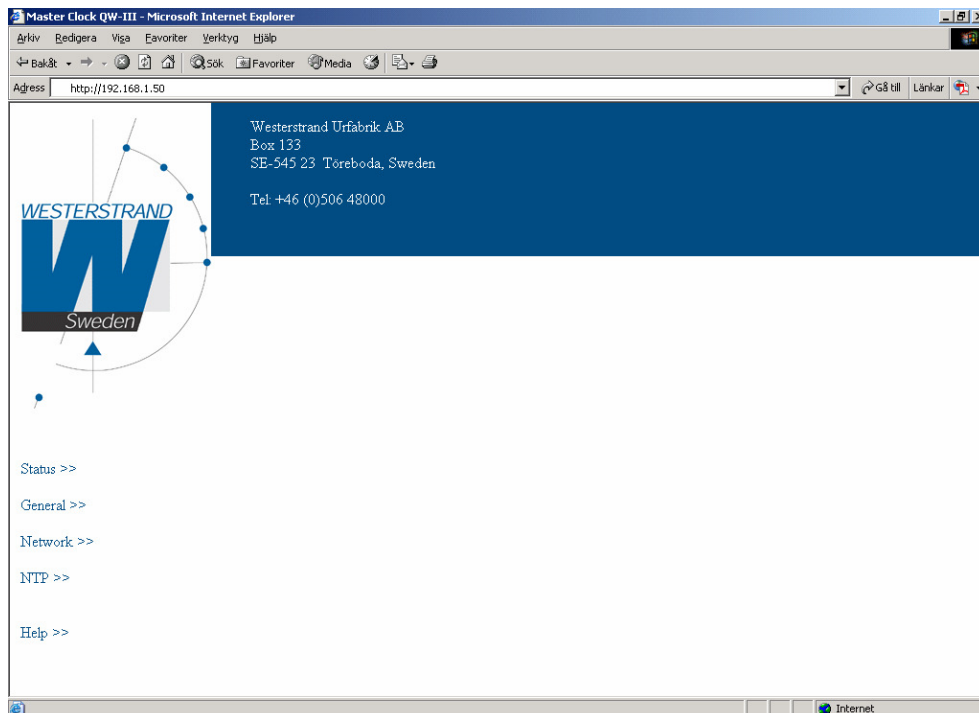 Master Clock QW-III - Microsoft Internet Explorer
Arkiv Redigera Visa Favoriter Verktyg Hjälp
Bakåt Sök Favoriter Media
Adress http://192.168.1.50 Gå till Länkar
Westerstrand Urfabrik AB
Box 133
SE-545 23 Töreboda, Sweden
Tel: +46 (0)506 48000
WESTERSTRAND
W
Sweden
Status >>
General >>
Network >>
NTP >>
Help >>
Internet